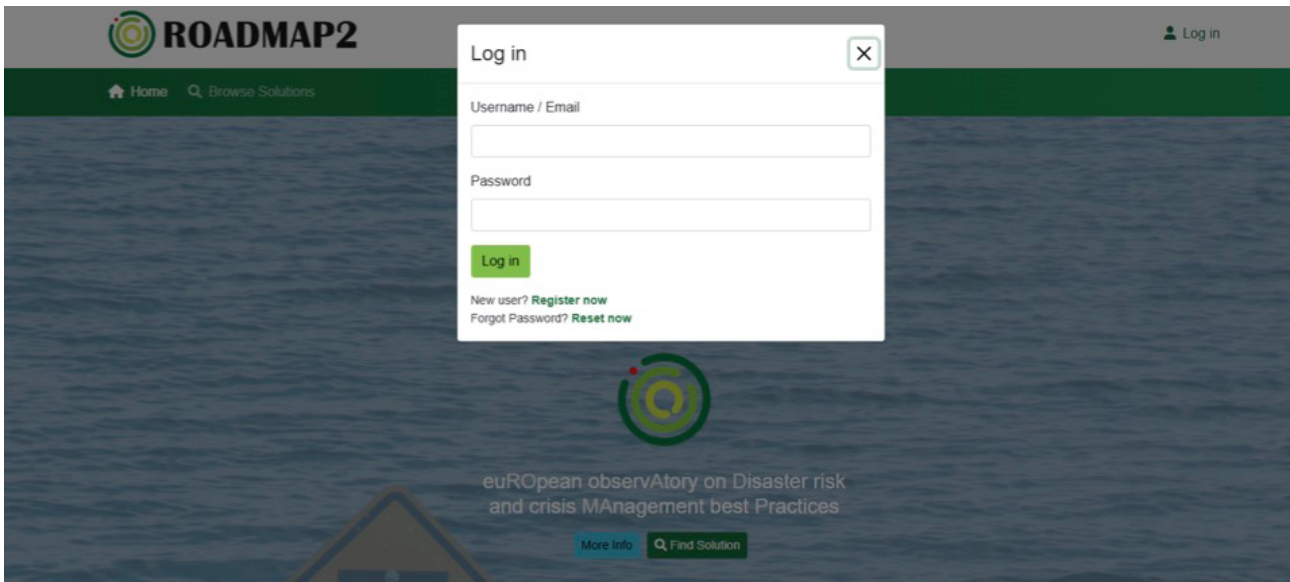 ROADMAP2
Log in
Home Browse Solutions
Log in
Username / Email
Password
Log in
New user? Register now
Forgot Password? Reset now
euROpean observAtory on Disaster risk
and crisis MAnagement best Practices
More Info Find Solution